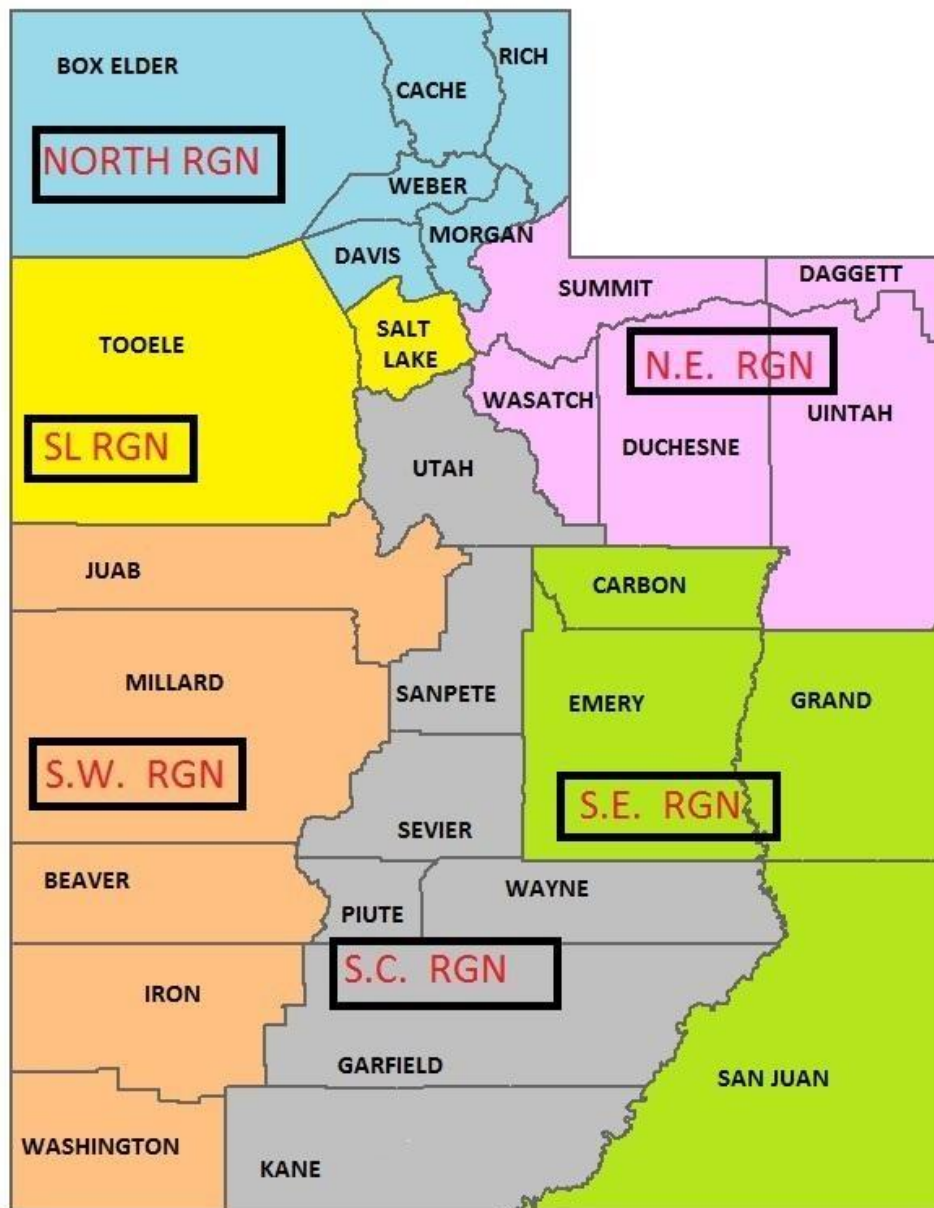 RICH
BOX ELDER
CACHE
NORTH RGN
WEBER
MORGAN
DAVIS
DAGGETT
SUMMIT
SALT
LAKE
TOOELE
N.E. RGN
WASATCH
UINTAH
SL RGN
DUCHESNE
UTAH
JUAB
CARBON
MILLARD
SANPETE
EMERY
GRAND
S.W. RGN
S.E. RGN
SEVIER
BEAVER
WAYNE
PIUTE
S.C. RGN
IRON
GARFIELD
SAN JUAN
WASHINGTON
KANE